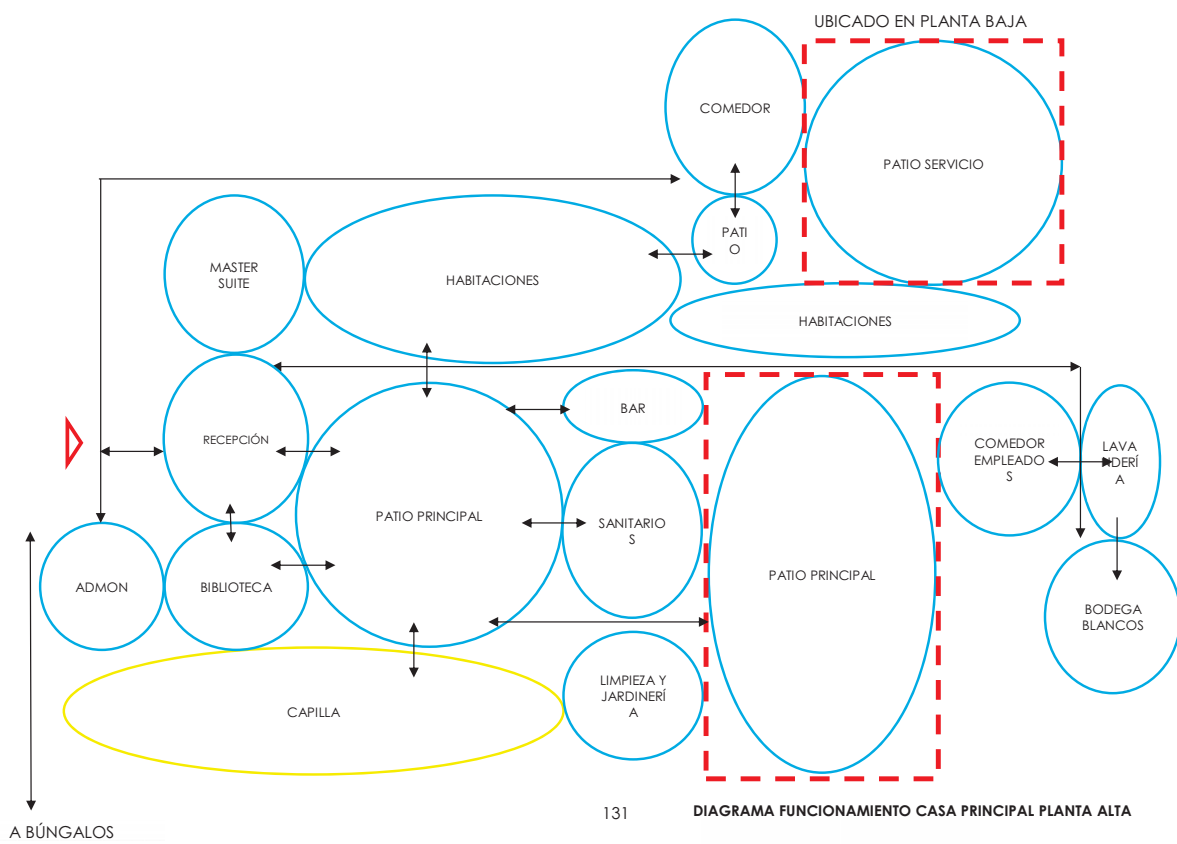 UBICADO EN PLANTA BAJA
COMEDOR
PATIO SERVICIO
PATI
O
MASTER
SUITE
HABITACIONES
HABITACIONES
BAR
RECEPCIÓN
COMEDOR
EMPLEADO
S
LAVA
NDERÍ
A
PATIO PRINCIPAL
SANITARIO
S
PATIO PRINCIPAL
ADMON
BIBLIOTECA
BODEGA
BLANCOS
LIMPIEZA Y
JARDINERÍ
A
CAPILLA
131
DIAGRAMA FUNCIONAMIENTO CASA PRINCIPAL PLANTA ALTA
A BÚNGALOS